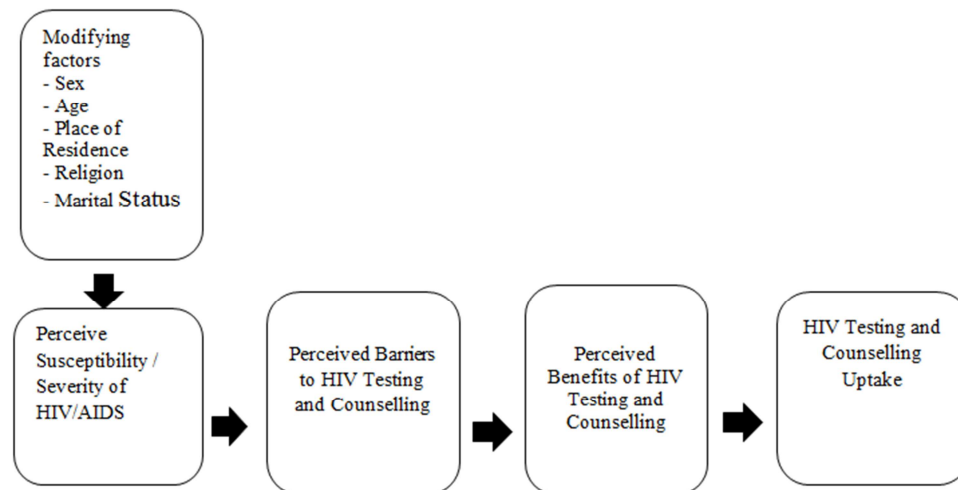 Modifying
factors
- Sex
- Age
- Place of
Residence
- Religion
- Marital Status
Perceive
Susceptibility /
Severity of
HIV/AIDS
Perceived Barriers
to HIV Testing
and Counselling
Perceived
Benefits of HIV
Testing and
Counselling
HIV Testing and
Counselling
Uptake